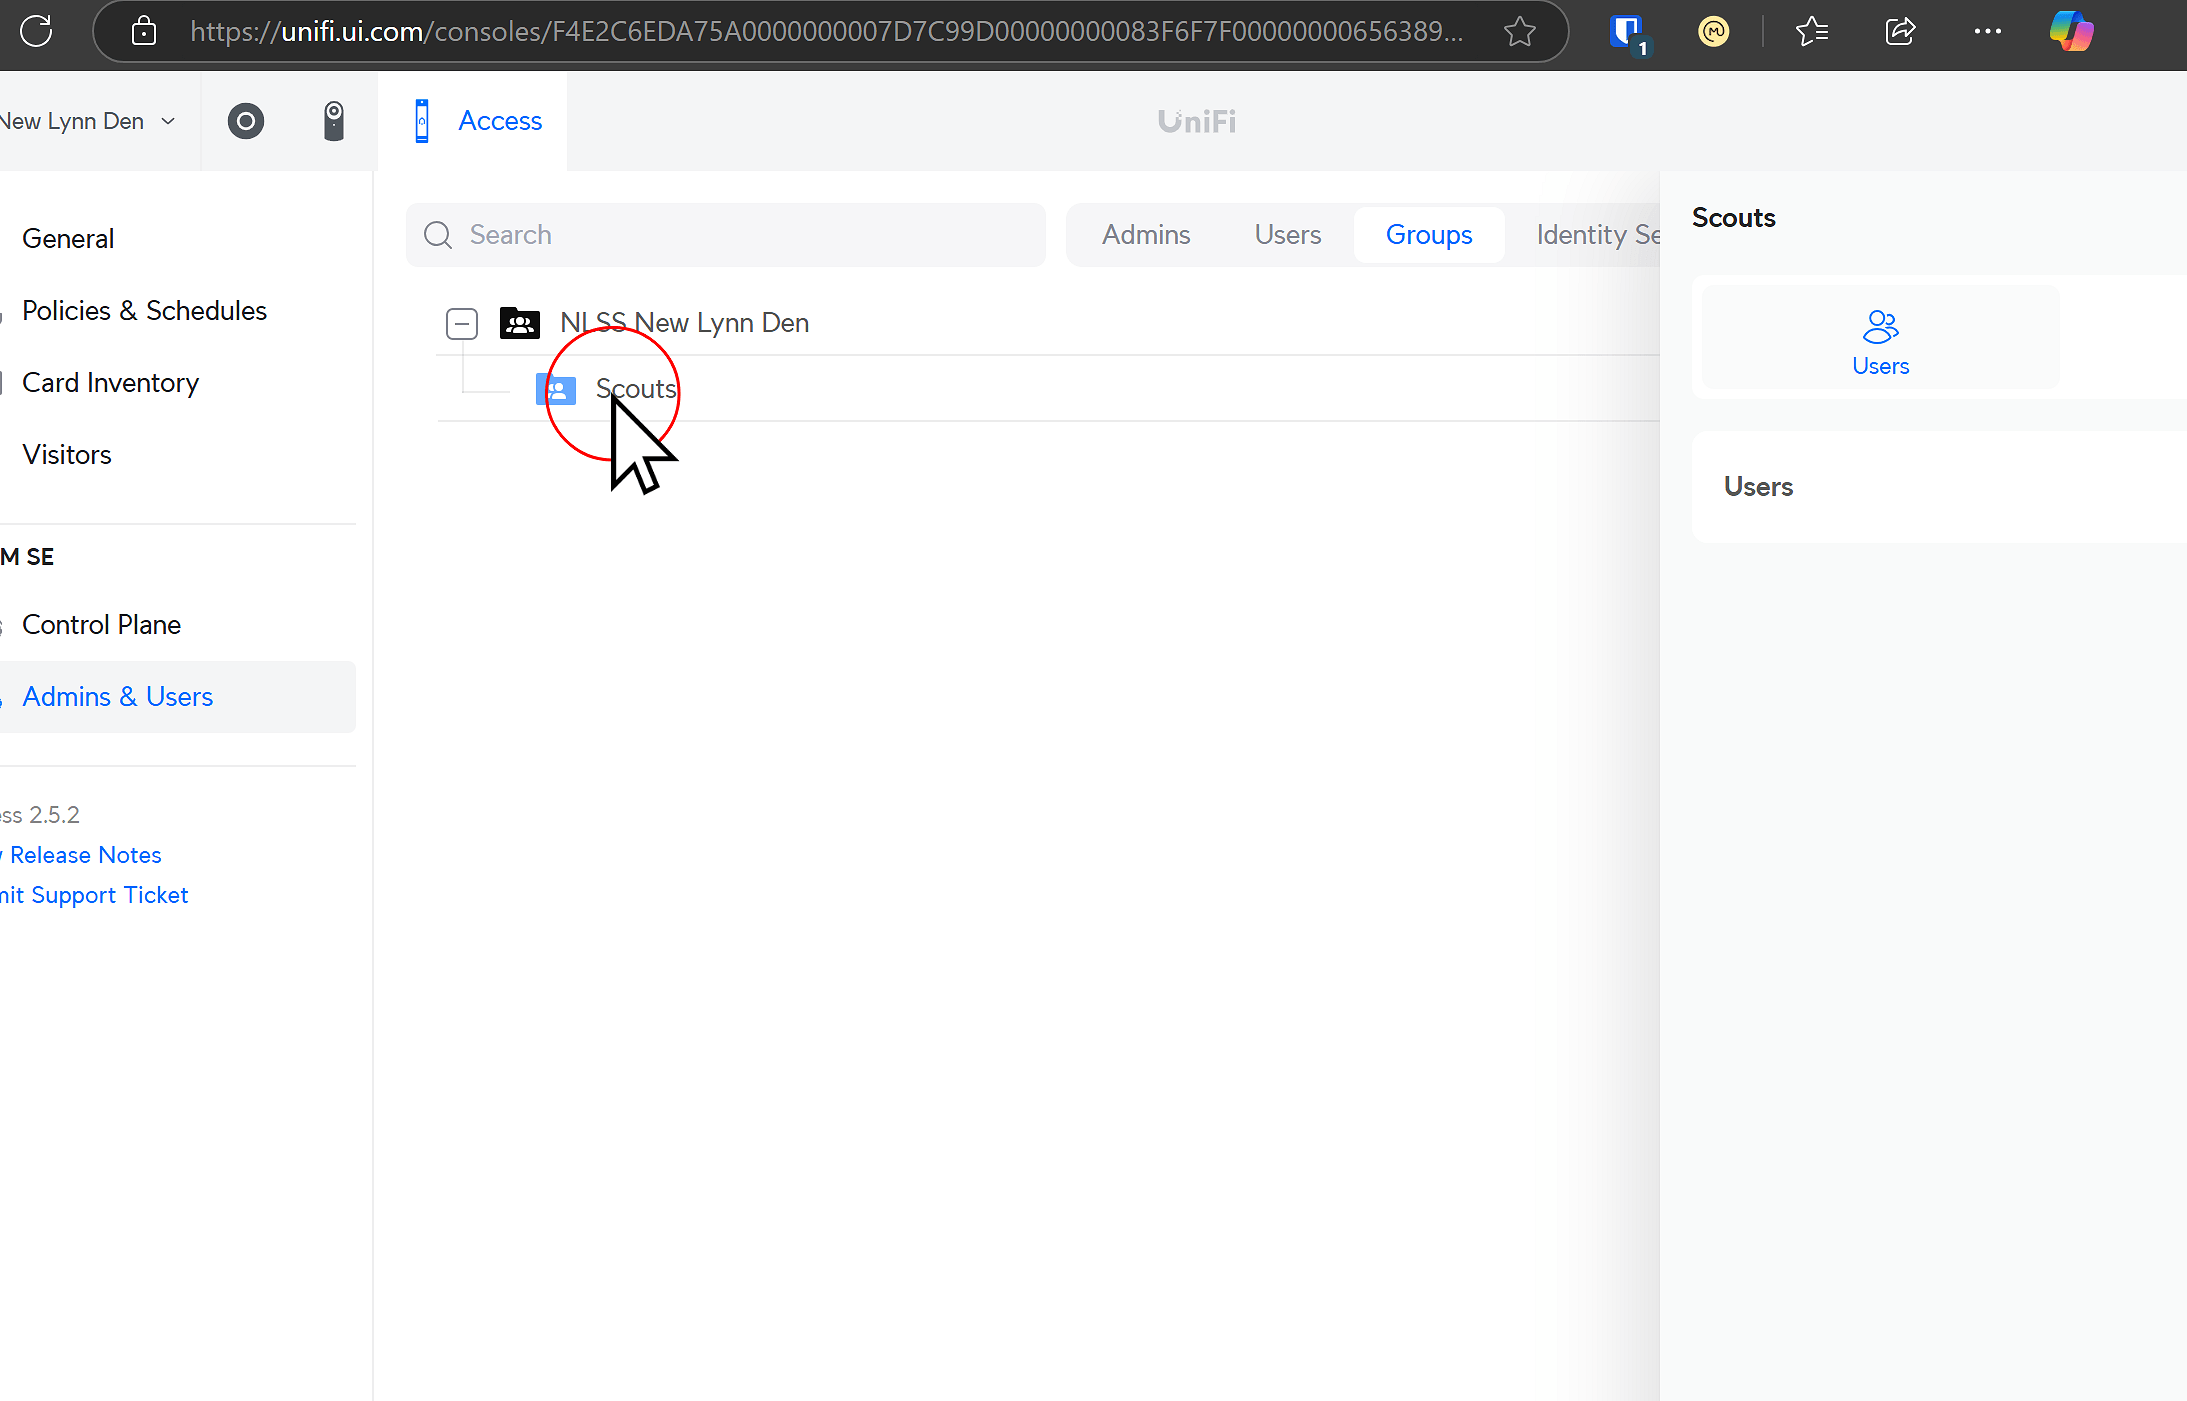 https://unifi.ui.com/consoles/F4E2C6EDA75A0000000007D7C99D00000000083F6F7F00000000656389...
1
New Lynn Den
Access
UniFi
General
Policies & Schedules
Card Inventory
Visitors
M SE
Control Plane
Admins & Users
ess 2.5.2
Release Notes
mit Support Ticket
Search
Admins
Users
Groups
Identity Se
NLSS New Lynn Den
Scouts
Scouts
Users
Users